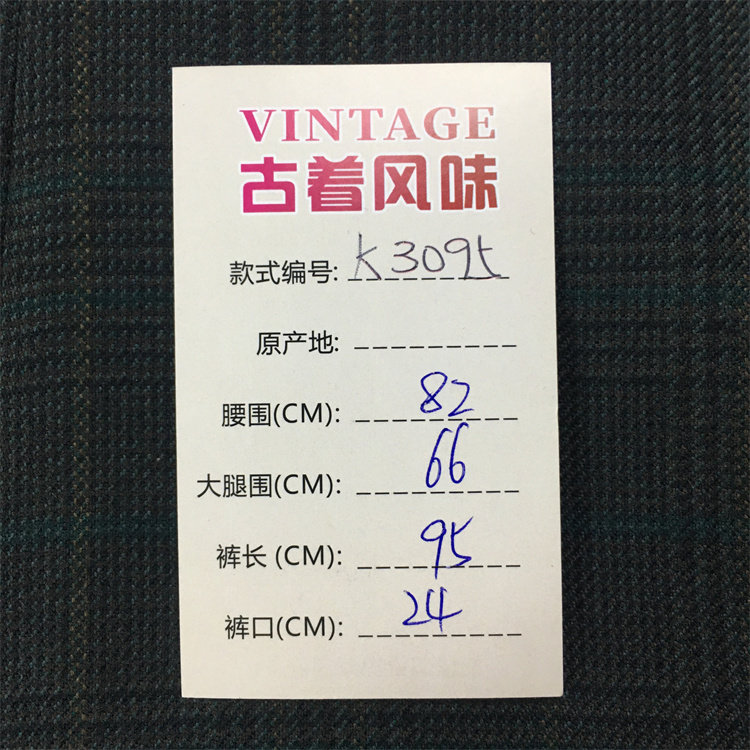 VINTAGE
古着风味
款式编号: K3095
原产地:
腰围(CM): 82
大腿围(CM): 66
裤长 (CM): 95
裤口(CM): 24